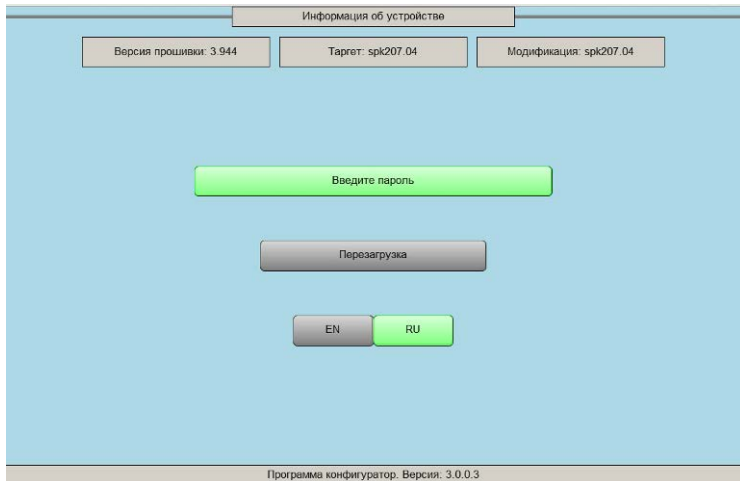 Информация об устройстве
Версия прошивки: 3.944
Таргет: spk207.04
Модификация: spk207.04
Введите пароль
Перезагрузка
EN
RU
Программа конфигуратор. Версия: 3.0.0.3